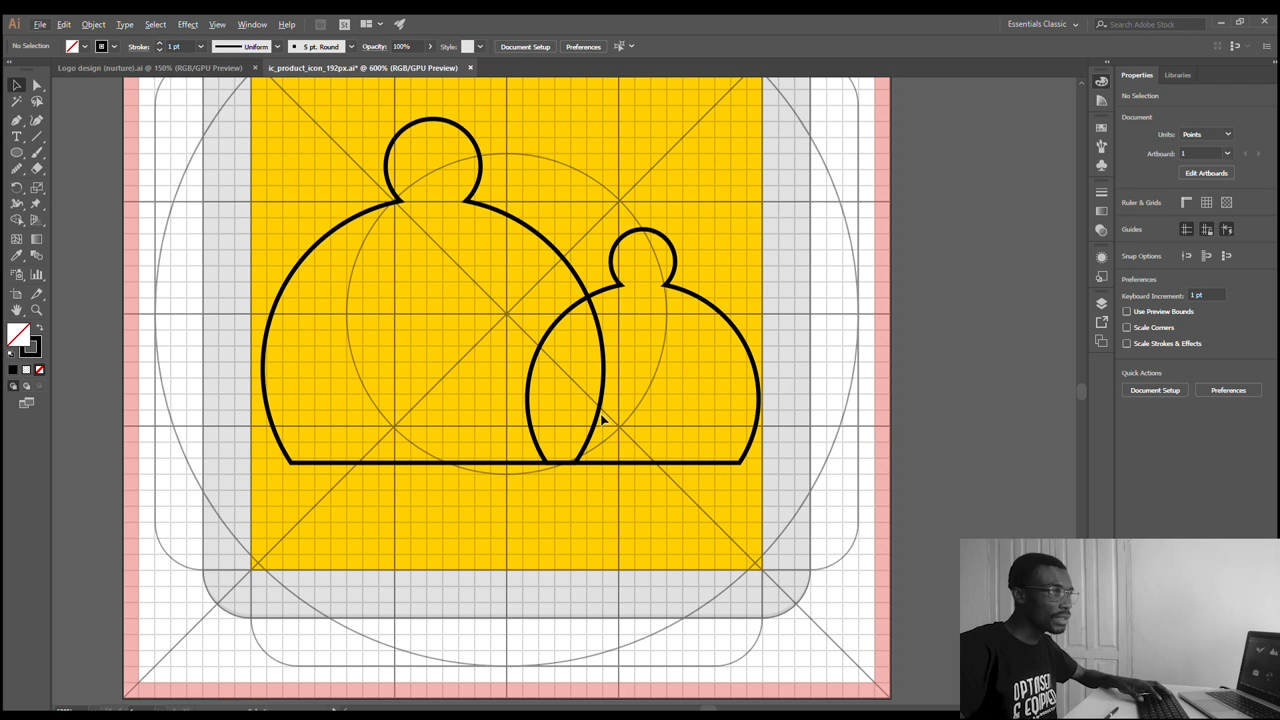 Ai File Edit Object Type Select Effect View Window Help St Essentials Classic Search Adobe Stock
No Selection Stroke: 1 pt Uniform 5 pt. Round Opacity: 100% Style: Document Setup Preferences
Logo design (nurture).ai @ 150% (RGB/GPU Preview) × ic_product_icon_192px.ai* @ 600% (RGB/GPU Preview) ×
Properties Libraries
No Selection
Document
Units: Points
Artboard: 1
Edit Artboards
Ruler & Grids
Guides
Snap Options
Preferences
Keyboard Increment: 1 pt
Use Preview Bounds
Scale Corners
Scale Strokes & Effects
Quick Actions
Document Setup Preferences